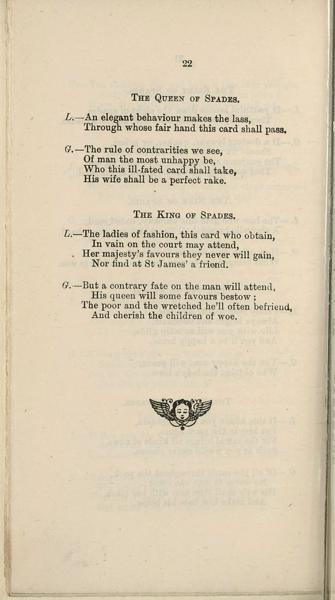 22
The Queen of Spades.
L.—An elegant behaviour makes the lass,
Through whose fair hand this card shall pass.
G.—The rule of contrarities we see,
Of man the most unhappy be,
Who this ill-fated card shall take,
His wife shall be a perfect rake.
The King of Spades.
L.—The ladies of fashion, this card who obtain,
In vain on the court may attend,
Her majesty's favours they never will gain,
Nor find at St James' a friend.
G.—But a contrary fate on the man will attend,
His queen will some favours bestow ;
The poor and the wretched he'll often befriend,
And cherish the children of woe.